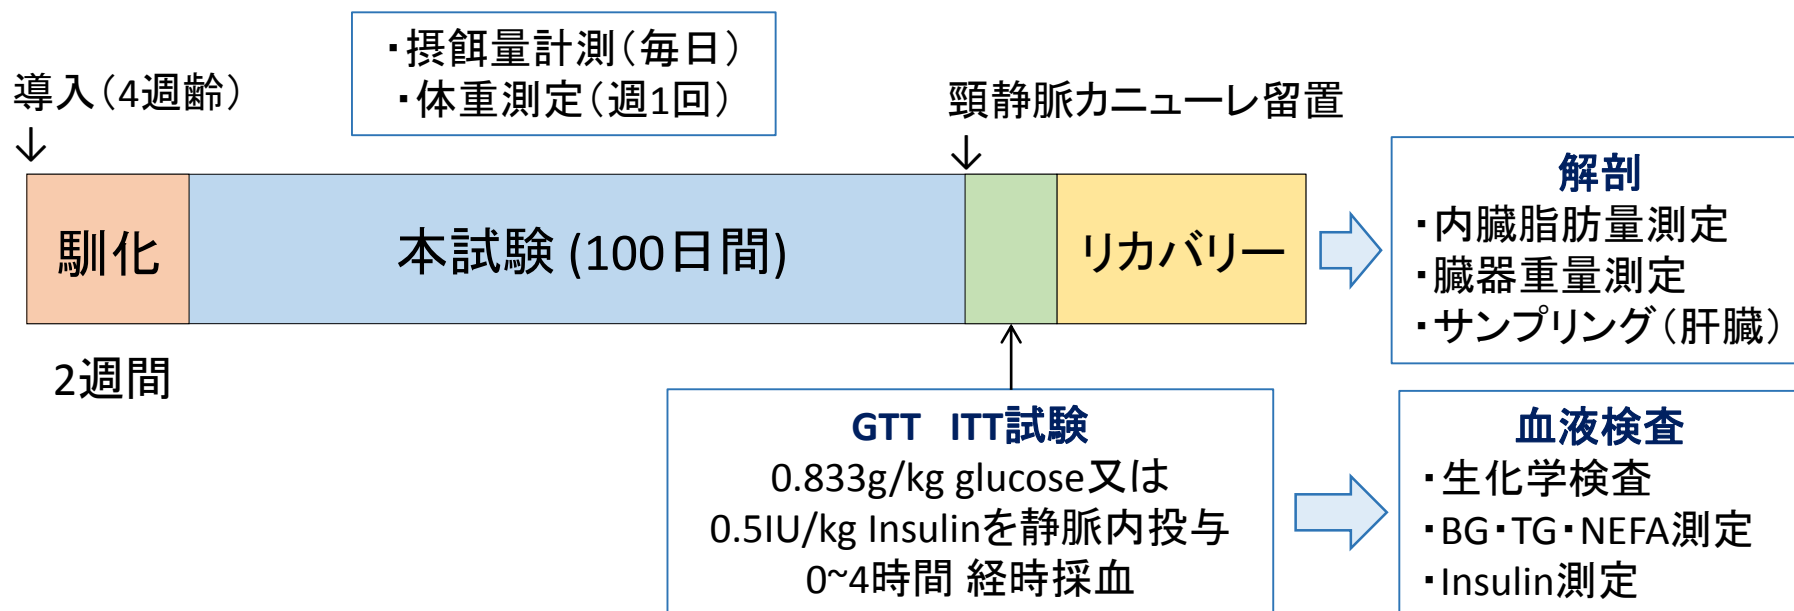 ・摂餌量計測(毎日)
・体重測定(週1回)
導入(4週齢)
↓
頸静脈カニューレ留置
馴化
本試験 (100日間)
リカバリー
2週間
解剖
・内臓脂肪量測定
・臓器重量測定
・サンプリング(肝臓)
GTT ITT試験
0.833g/kg glucose又は
0.5IU/kg Insulinを静脈内投与
0~4時間 経時採血
血液検査
・生化学検査
・BG・TG・NEFA測定
・Insulin測定